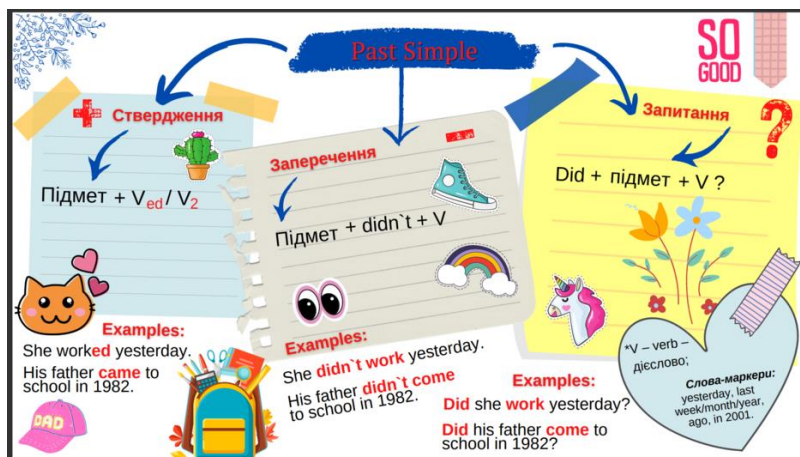 Past Simple
SO
GOOD
Ствердження
Підмет + Ved / V2
Examples:
She worked yesterday.
His father came to
school in 1982.
DAD
Заперечення
Підмет + didn`t + V
Examples:
She didn`t work yesterday.
His father didn`t come
to school in 1982.
Запитання
?
Did + підмет + V ?
Examples:
Did she work yesterday?
Did his father come to
school in 1982?
*V – verb –
дієслово;
Слова-маркери:
yesterday, last
week/month/year,
ago, in 2001.